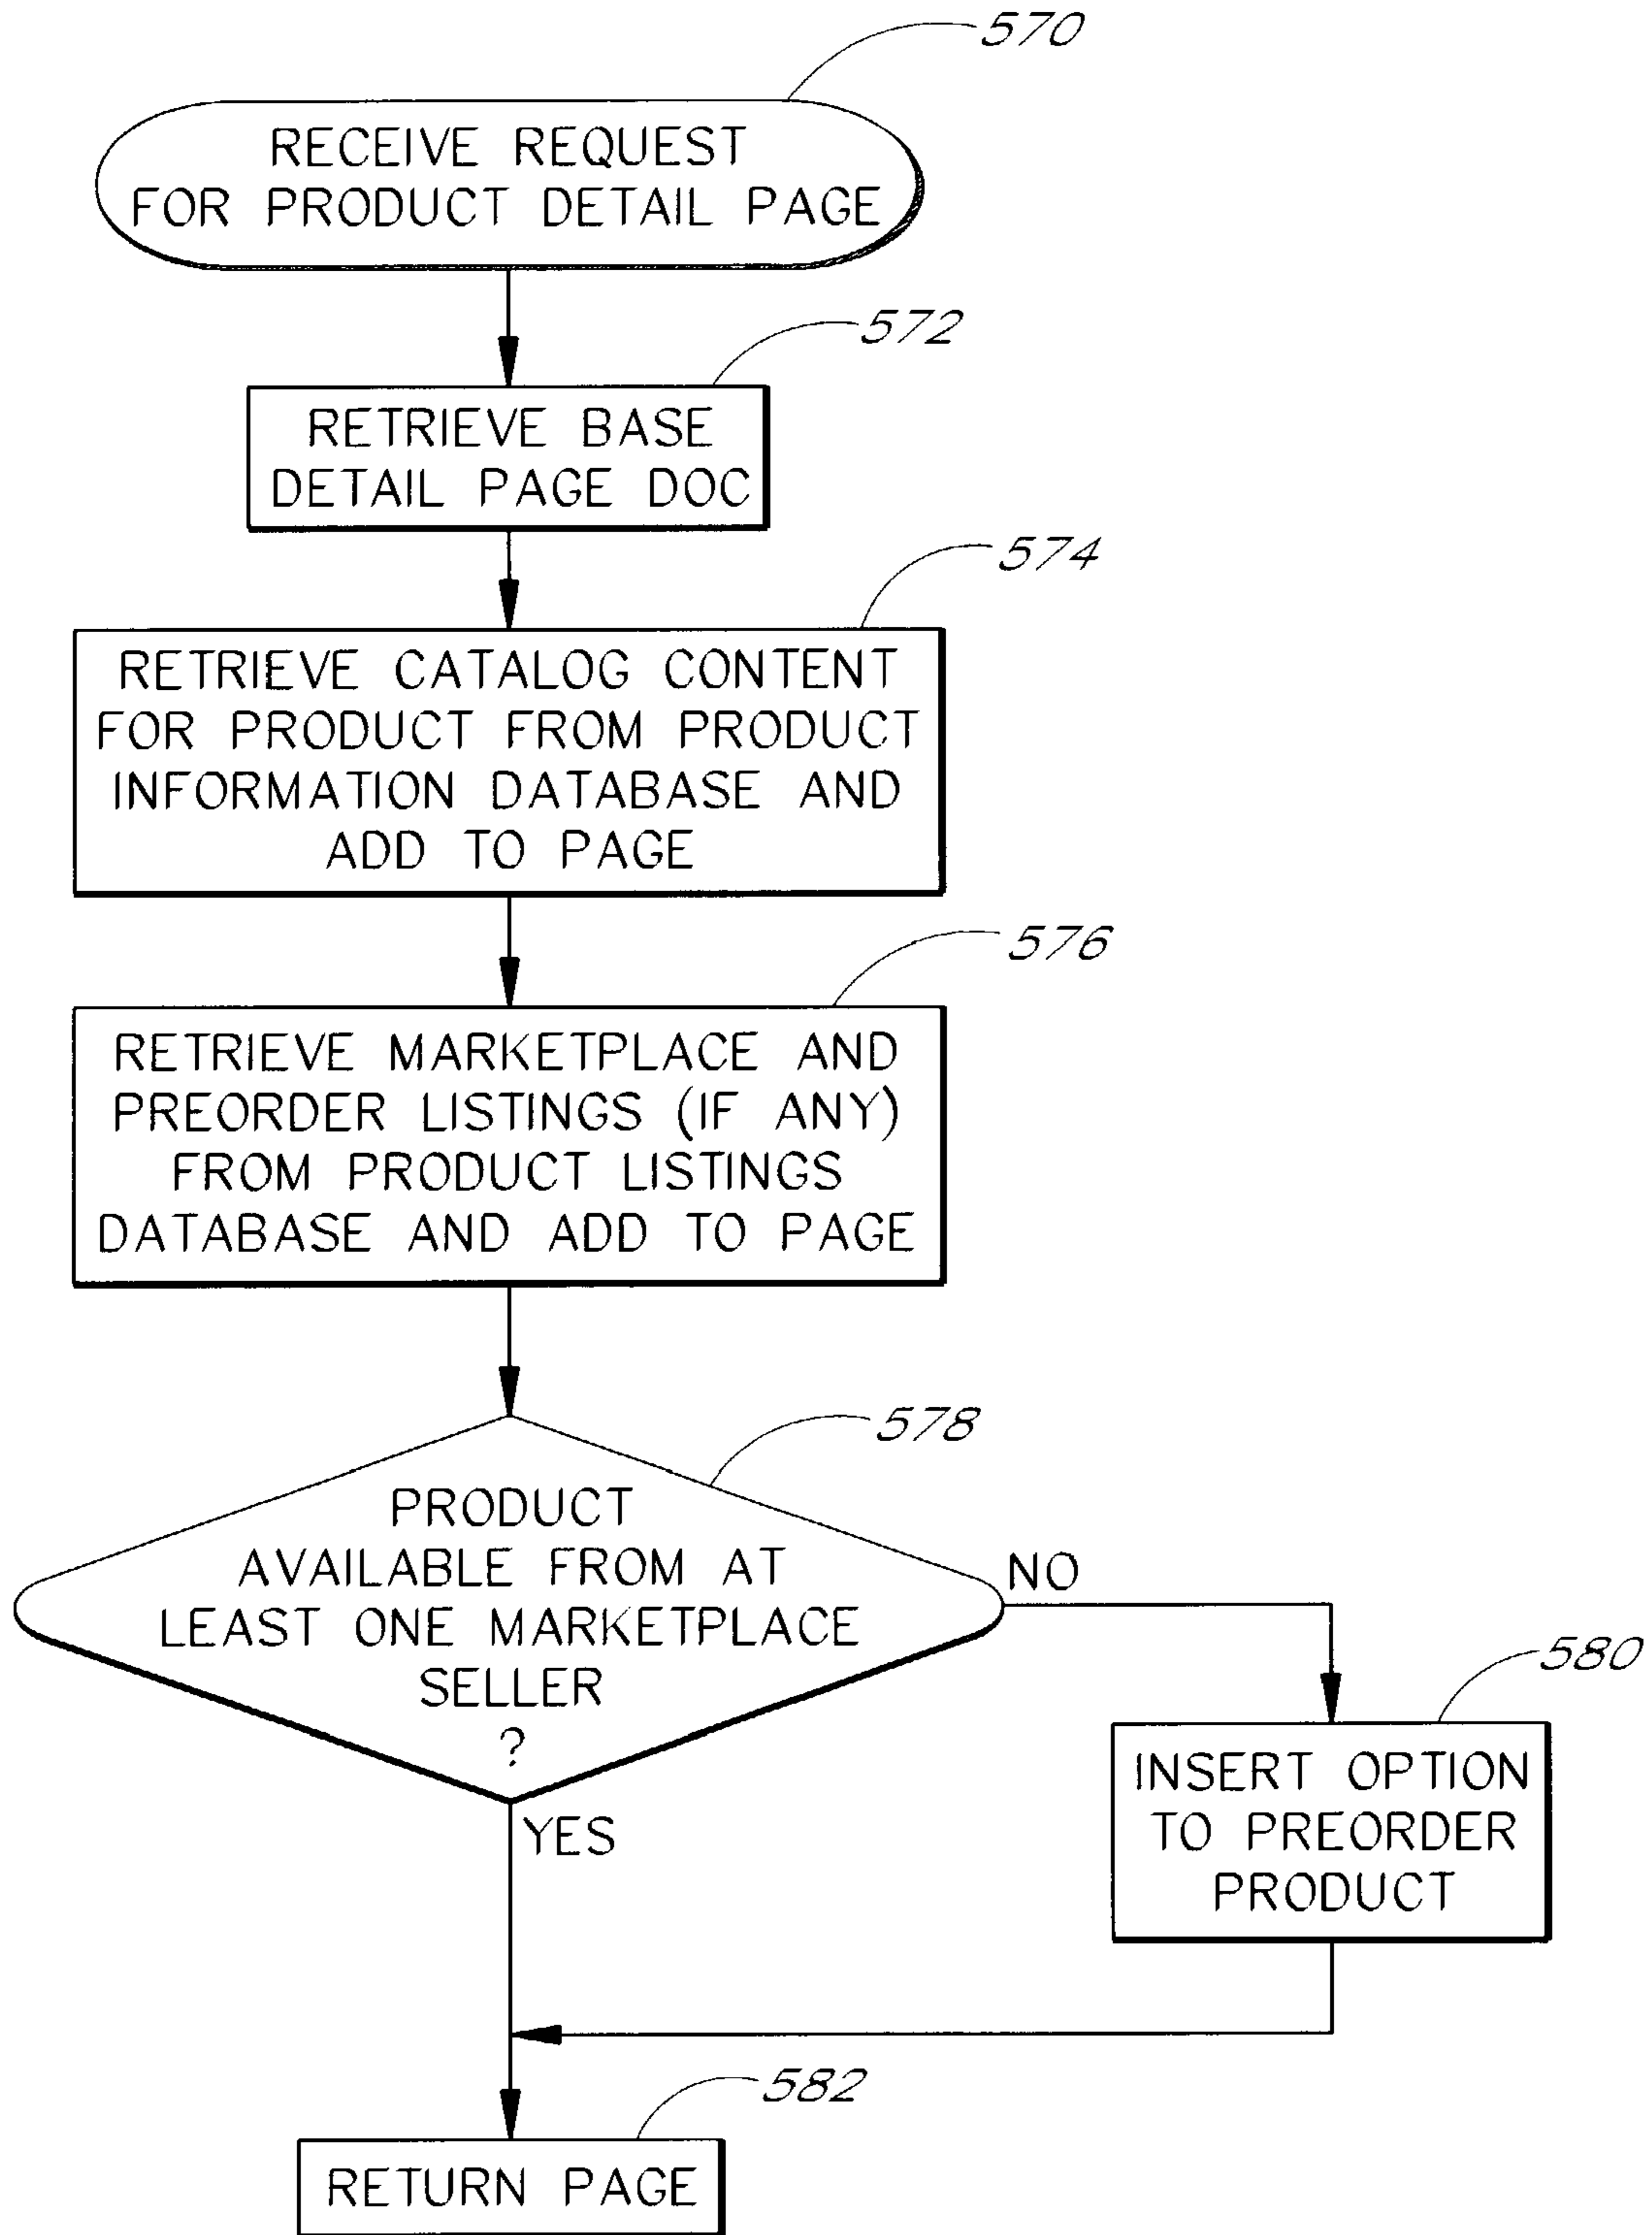 570
RECEIVE REQUEST
FOR PRODUCT DETAIL PAGE
572
RETRIEVE BASE
DETAIL PAGE DOC
574
RETRIEVE CATALOG CONTENT
FOR PRODUCT FROM PRODUCT
INFORMATION DATABASE AND
ADD TO PAGE
576
RETRIEVE MARKETPLACE AND
PREORDER LISTINGS (IF ANY)
FROM PRODUCT LISTINGS
DATABASE AND ADD TO PAGE
578
PRODUCT
AVAILABLE FROM AT
LEAST ONE MARKETPLACE
SELLER
?
NO
YES
580
INSERT OPTION
TO PREORDER
PRODUCT
582
RETURN PAGE